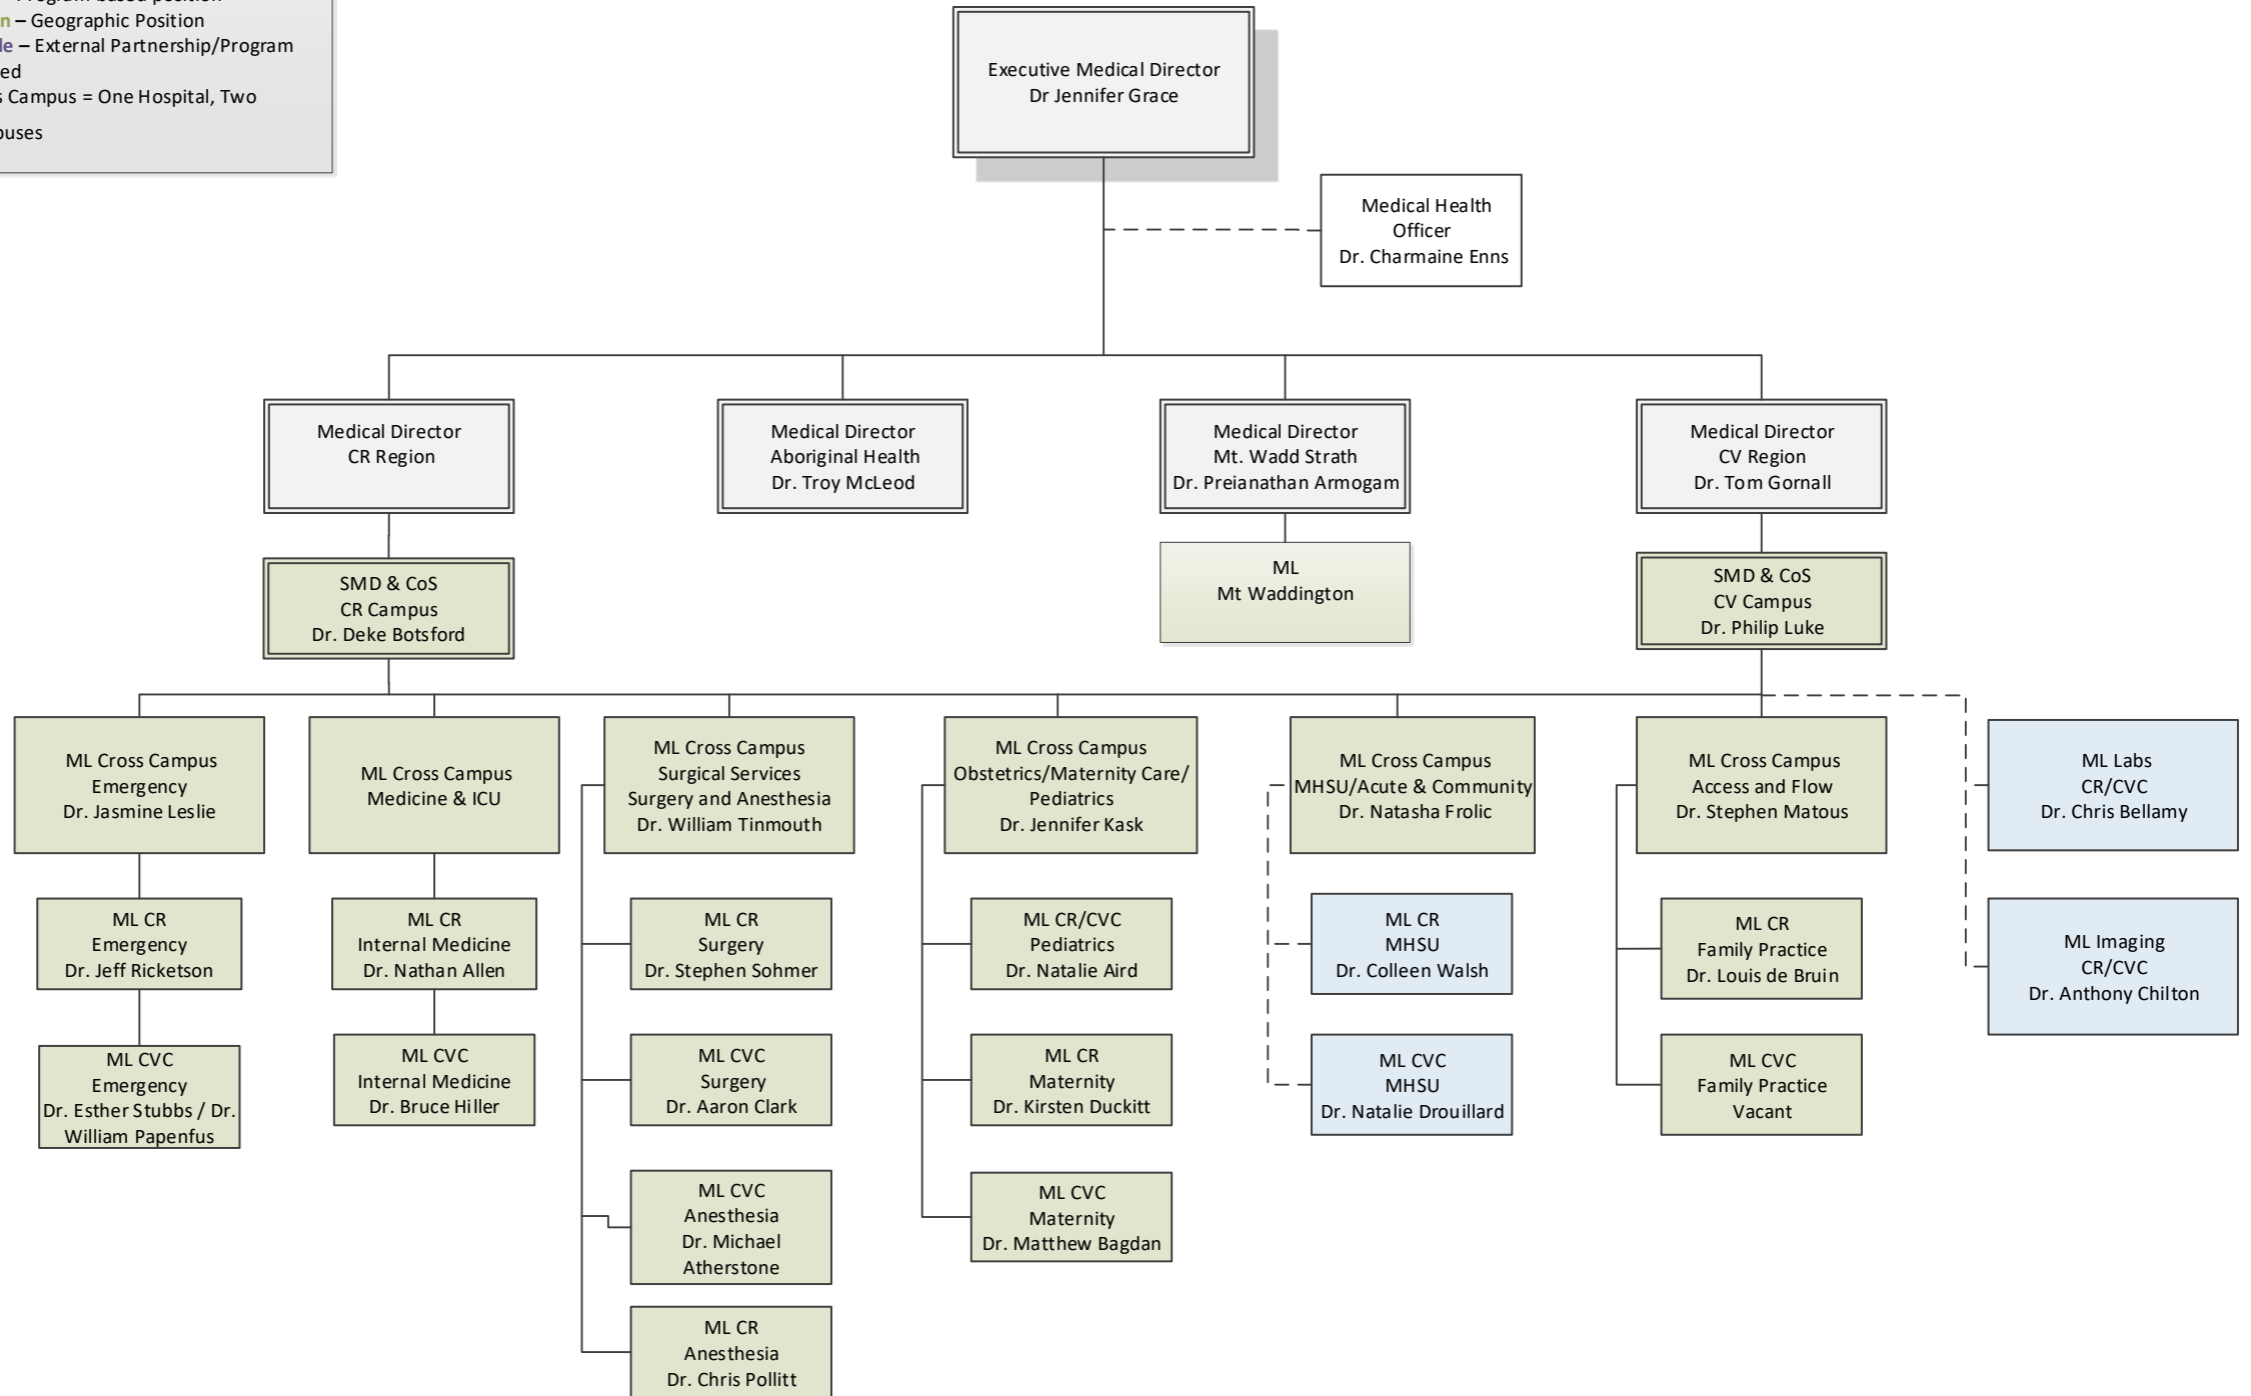 n – Geographic Position
le – External Partnership/Program
ed
s Campus = One Hospital, Two
ouses
Executive Medical Director
Dr Jennifer Grace
Medical Health
Officer
Dr. Charmaine Enns
Medical Director
CR Region
Medical Director
Aboriginal Health
Dr. Troy McLeod
Medical Director
Mt. Wadd Strath
Dr. Preianathan Armogam
Medical Director
CV Region
Dr. Tom Gornall
SMD & CoS
CR Campus
Dr. Deke Botsford
ML
Mt Waddington
SMD & CoS
CV Campus
Dr. Philip Luke
ML Cross Campus
Emergency
Dr. Jasmine Leslie
ML Cross Campus
Medicine & ICU
ML Cross Campus
Surgical Services
Surgery and Anesthesia
Dr. William Tinmouth
ML Cross Campus
Obstetrics/Maternity Care/
Pediatrics
Dr. Jennifer Kask
ML Cross Campus
MHSU/Acute & Community
Dr. Natasha Frolic
ML Cross Campus
Access and Flow
Dr. Stephen Matous
ML Labs
CR/CVC
Dr. Chris Bellamy
ML CR
Emergency
Dr. Jeff Ricketson
ML CR
Internal Medicine
Dr. Nathan Allen
ML CR
Surgery
Dr. Stephen Sohmer
ML CR/CVC
Pediatrics
Dr. Natalie Aird
ML CR
MHSU
Dr. Colleen Walsh
ML CR
Family Practice
Dr. Louis de Bruin
ML Imaging
CR/CVC
Dr. Anthony Chilton
ML CVC
Emergency
Dr. Esther Stubbs / Dr.
William Papenfus
ML CVC
Internal Medicine
Dr. Bruce Hiller
ML CVC
Surgery
Dr. Aaron Clark
ML CR
Maternity
Dr. Kirsten Duckitt
ML CVC
MHSU
Dr. Natalie Drouillard
ML CVC
Family Practice
Vacant
ML CVC
Anesthesia
Dr. Michael
Atherstone
ML CVC
Maternity
Dr. Matthew Bagdan
ML CR
Anesthesia
Dr. Chris Pollitt